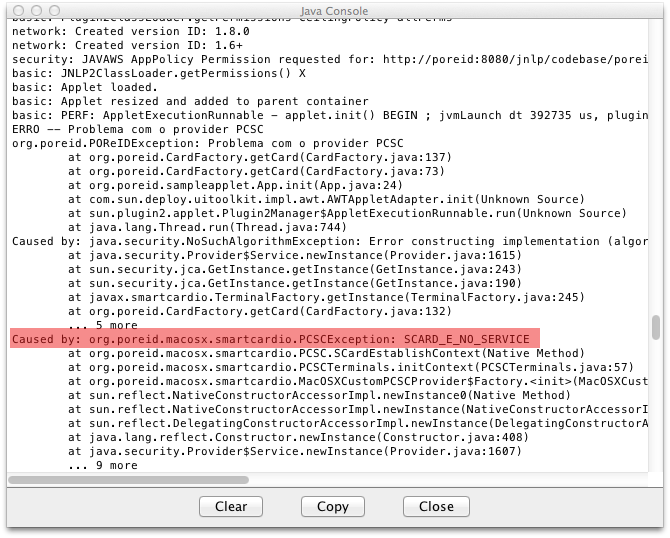 Java Console
basic: Plugin2ClassLoader.getPermissions CeilingPolicy allPerms
network: Created version ID: 1.8.0
network: Created version ID: 1.6+
security: JAVAWS AppPolicy Permission requested for: http://poreid:8080/jnlp/codebase/porei
basic: JNLP2ClassLoader.getPermissions() X
basic: Applet loaded.
basic: Applet resized and added to parent container
basic: PERF: AppletExecutionRunnable - applet.init() BEGIN ; jvmLaunch dt 392735 us, plugin
ERRO -- Problema com o provider PCSC
org.poreid.POReIDException: Problema com o provider PCSC
at org.poreid.CardFactory.getCard(CardFactory.java:137)
at org.poreid.CardFactory.getCard(CardFactory.java:73)
at org.poreid.sampleapplet.App.init(App.java:24)
at com.sun.deploy.uitoolkit.impl.awt.AWTAppletAdapter.init(Unknown Source)
at sun.plugin2.applet.Plugin2Manager$AppletExecutionRunnable.run(Unknown Source)
at java.lang.Thread.run(Thread.java:744)
Caused by: java.security.NoSuchAlgorithmException: Error constructing implementation (algor
at java.security.Provider$Service.newInstance(Provider.java:1615)
at sun.security.jca.GetInstance.getInstance(GetInstance.java:243)
at sun.security.jca.GetInstance.getInstance(GetInstance.java:190)
at javax.smartcardio.TerminalFactory.getInstance(TerminalFactory.java:245)
at org.poreid.CardFactory.getCard(CardFactory.java:132)
... 5 more
Caused by: org.poreid.macosx.smartcardio.PCSCException: SCARD_E_NO_SERVICE
at org.poreid.macosx.smartcardio.PCSC.SCardEstablishContext(Native Method)
at org.poreid.macosx.smartcardio.PCSCTerminals.initContext(PCSCTerminals.java:57)
at org.poreid.macosx.smartcardio.MacOSXCustomPCSCProvider$Factory.<init>(MacOSXCust
at sun.reflect.NativeConstructorAccessorImpl.newInstance0(Native Method)
at sun.reflect.NativeConstructorAccessorImpl.newInstance(NativeConstructorAccessorI
at sun.reflect.DelegatingConstructorAccessorImpl.newInstance(DelegatingConstructorA
at java.lang.reflect.Constructor.newInstance(Constructor.java:408)
at java.security.Provider$Service.newInstance(Provider.java:1607)
... 9 more
Clear
Copy
Close